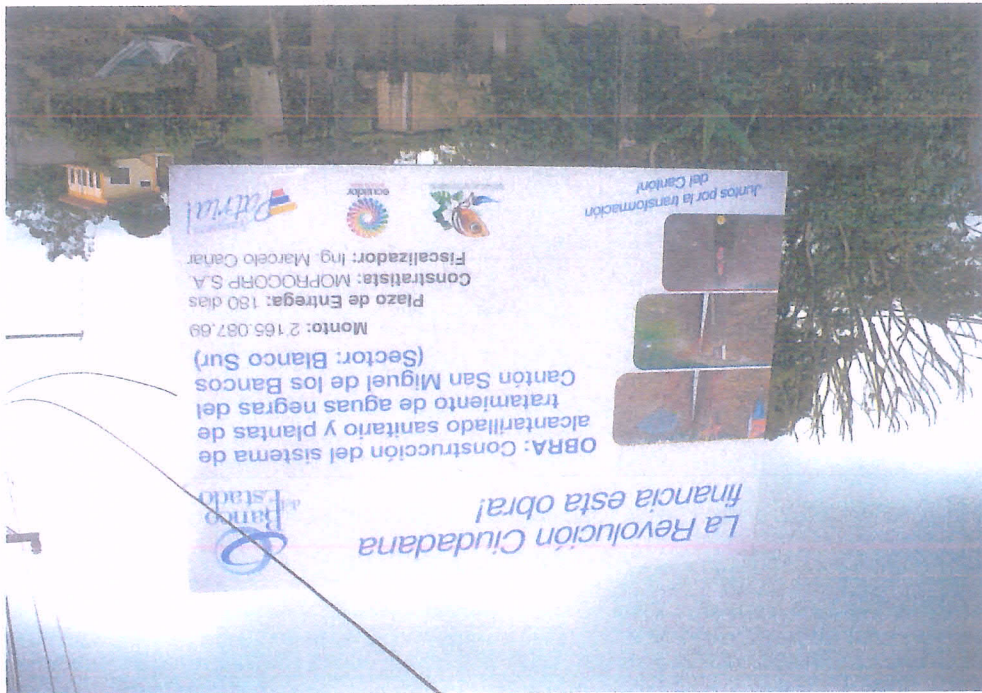 La Revolución Ciudadana
financia esta obra!
Banco
del Estado
OBRA: Construcción del sistema de
alcantarillado sanitario y plantas de
tratamiento de aguas negras del
Cantón San Miguel de los Bancos
(Sector: Blanco Sur)
Monto: 2.165.087.69
Plazo de Entrega: 180 días
Constratista: MOPROCORP S.A.
Fiscalizador: Ing. Marcelo Cañar
Juntos por la transformación
del Cantón!
ecuador
Patria!